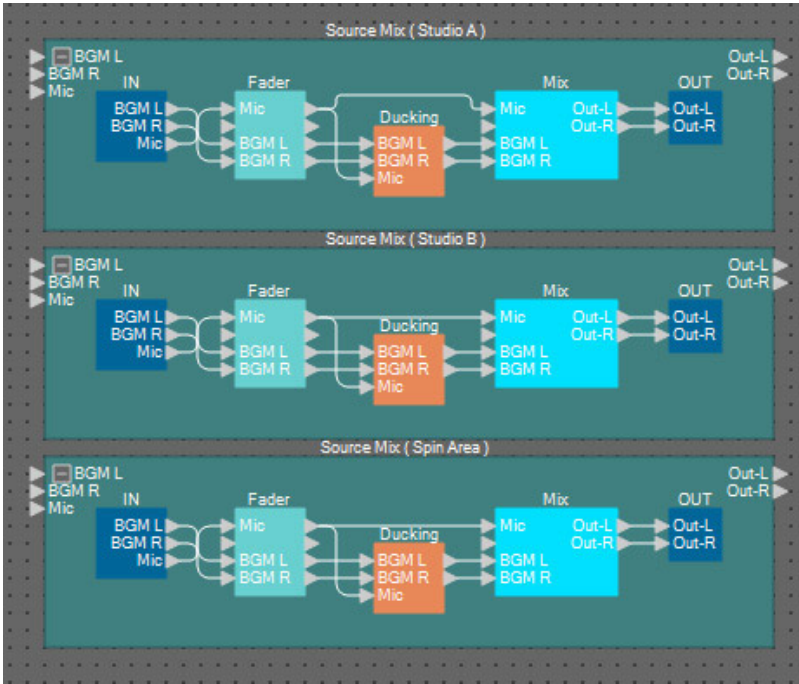 Source Mix ( Studio A )
BGM L Out-L
BGM R Out-R
Mic IN Fader Mix OUT
BGM L Mic Mic Out-L Out-L
BGM R Ducking Out-R Out-R
Mic BGM L BGM L BGM L
BGM R BGM R BGM R
Mic
Source Mix ( Studio B )
BGM L Out-L
BGM R Out-R
Mic IN Fader Mix OUT
BGM L Mic Mic Out-L Out-L
BGM R Ducking Out-R Out-R
Mic BGM L BGM L BGM L
BGM R BGM R BGM R
Mic
Source Mix ( Spin Area )
BGM L Out-L
BGM R Out-R
Mic IN Fader Mix OUT
BGM L Mic Mic Out-L Out-L
BGM R Ducking Out-R Out-R
Mic BGM L BGM L BGM L
BGM R BGM R BGM R
Mic